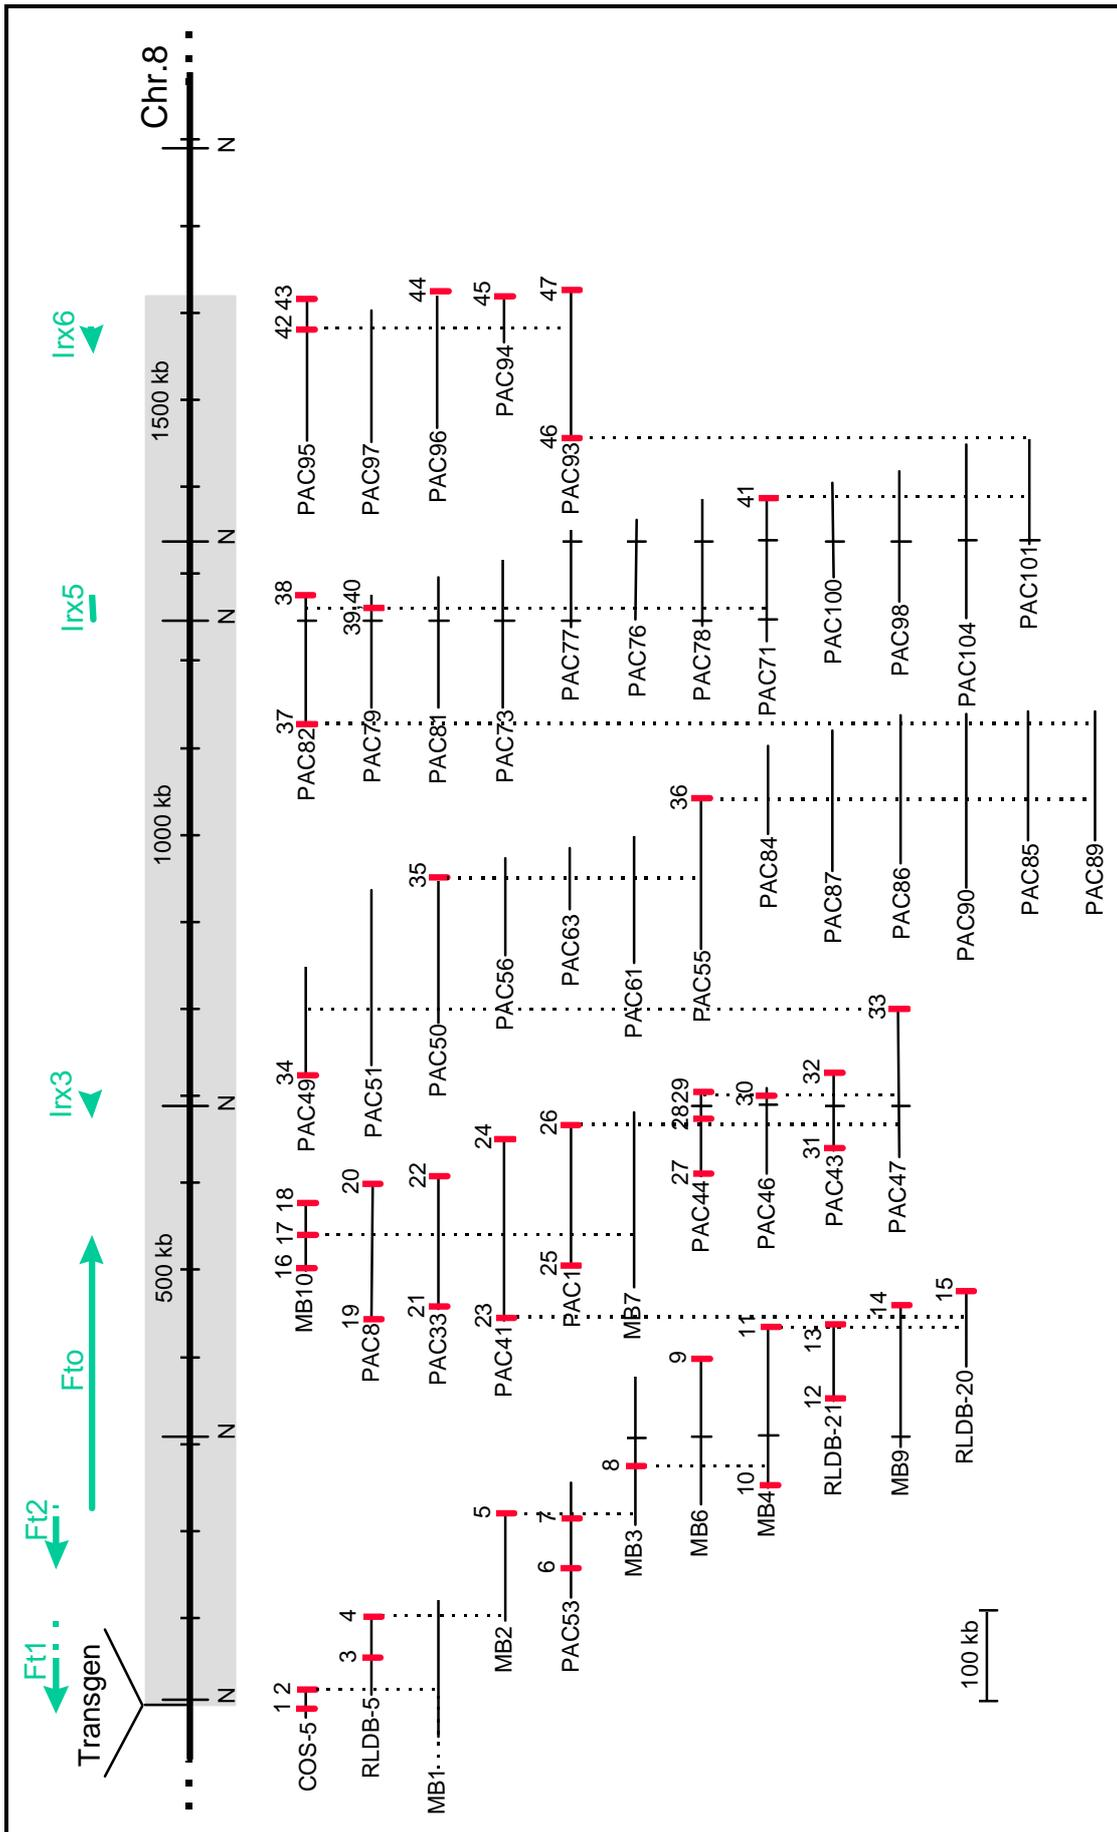 Ft1
Ft2
Fto
Irx3
Irx5
Irx6
Transgen
500 kb
1000 kb
1500 kb
Chr.8
N
N
N
N
N
N
1 2
COS-5
3
4
RLDB-5
MB1
5
MB2
6
7
PAC53
8
MB3
9
MB6
10
11
MB4
12
13
RLDB-21
14
MB9
15
RLDB-20
16 17 18
MB10
19
20
PAC8
21
22
PAC33
23
24
PAC41
25
26
PAC1
MB7
27
2829
PAC44
30
PAC46
31
32
PAC43
33
PAC47
34
PAC49
PAC51
35
PAC50
PAC56
PAC63
PAC61
36
PAC55
PAC84
PAC87
PAC86
PAC90
PAC85
PAC89
37
38
PAC82
39,40
PAC79
PAC81
PAC73
PAC77
PAC76
PAC78
41
PAC71
PAC100
PAC98
PAC104
PAC101
42 43
PAC95
PAC97
44
PAC96
45
PAC94
46
47
PAC93
100 kb